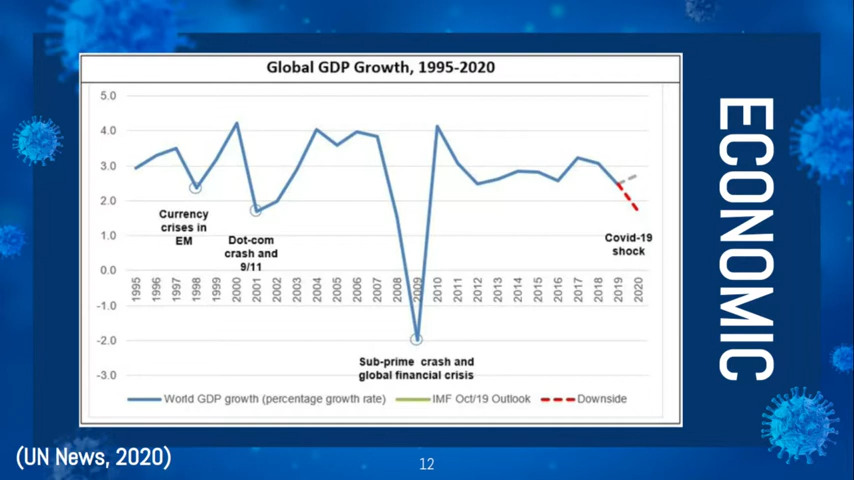 Global GDP Growth, 1995-2020
5.0
4.0
3.0
2.0
1.0
0.0
-1.0
-2.0
-3.0
Currency
crises in
EM
Dot-com
crash and
9/11
Sub-prime crash and
global financial crisis
Covid-19
shock
1995
1996
1997
1998
1999
2000
2001
2002
2003
2004
2005
2006
2007
2008
2009
2010
2011
2012
2013
2014
2015
2016
2017
2018
2019
2020
World GDP growth (percentage growth rate)
IMF Oct/19 Outlook
Downside
ECONOMIC
(UN News, 2020)
12